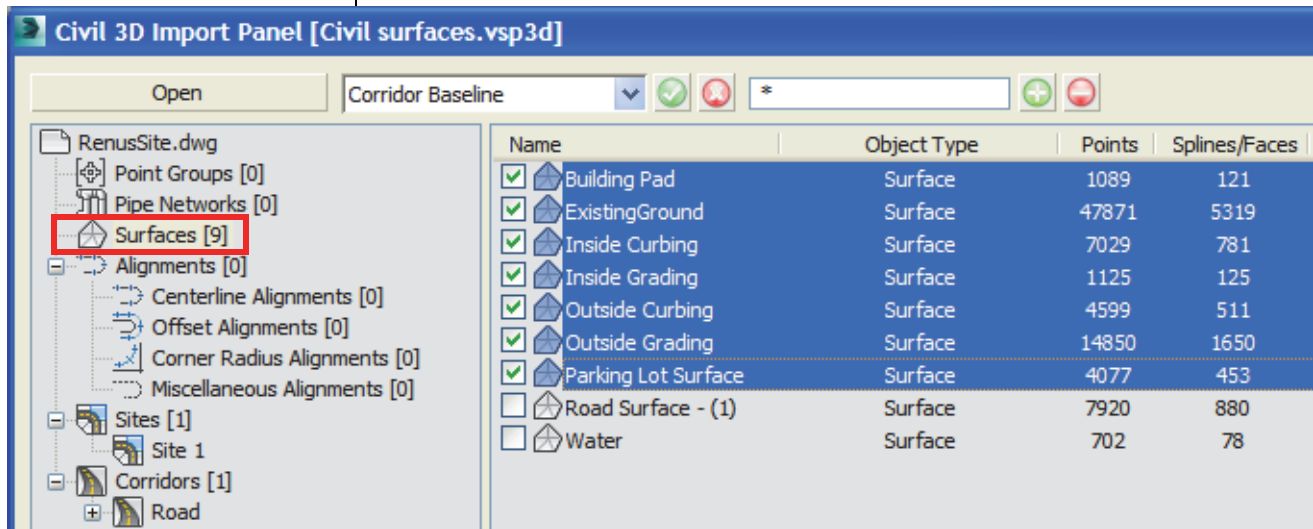 Civil 3D Import Panel [Civil surfaces.vsp3d]
Open Corridor Baseline *
RenusSite.dwg
Point Groups [0]
Pipe Networks [0]
Surfaces [9]
Alignments [0]
Centerline Alignments [0]
Offset Alignments [0]
Corner Radius Alignments [0]
Miscellaneous Alignments [0]
Sites [1]
Site 1
Corridors [1]
Road
Name Object Type Points Splines/Faces
Building Pad Surface 1089 121
ExistingGround Surface 47871 5319
Inside Curbing Surface 7029 781
Inside Grading Surface 1125 125
Outside Curbing Surface 4599 511
Outside Grading Surface 14850 1650
Parking Lot Surface Surface 4077 453
Road Surface - (1) Surface 7920 880
Water Surface 702 78